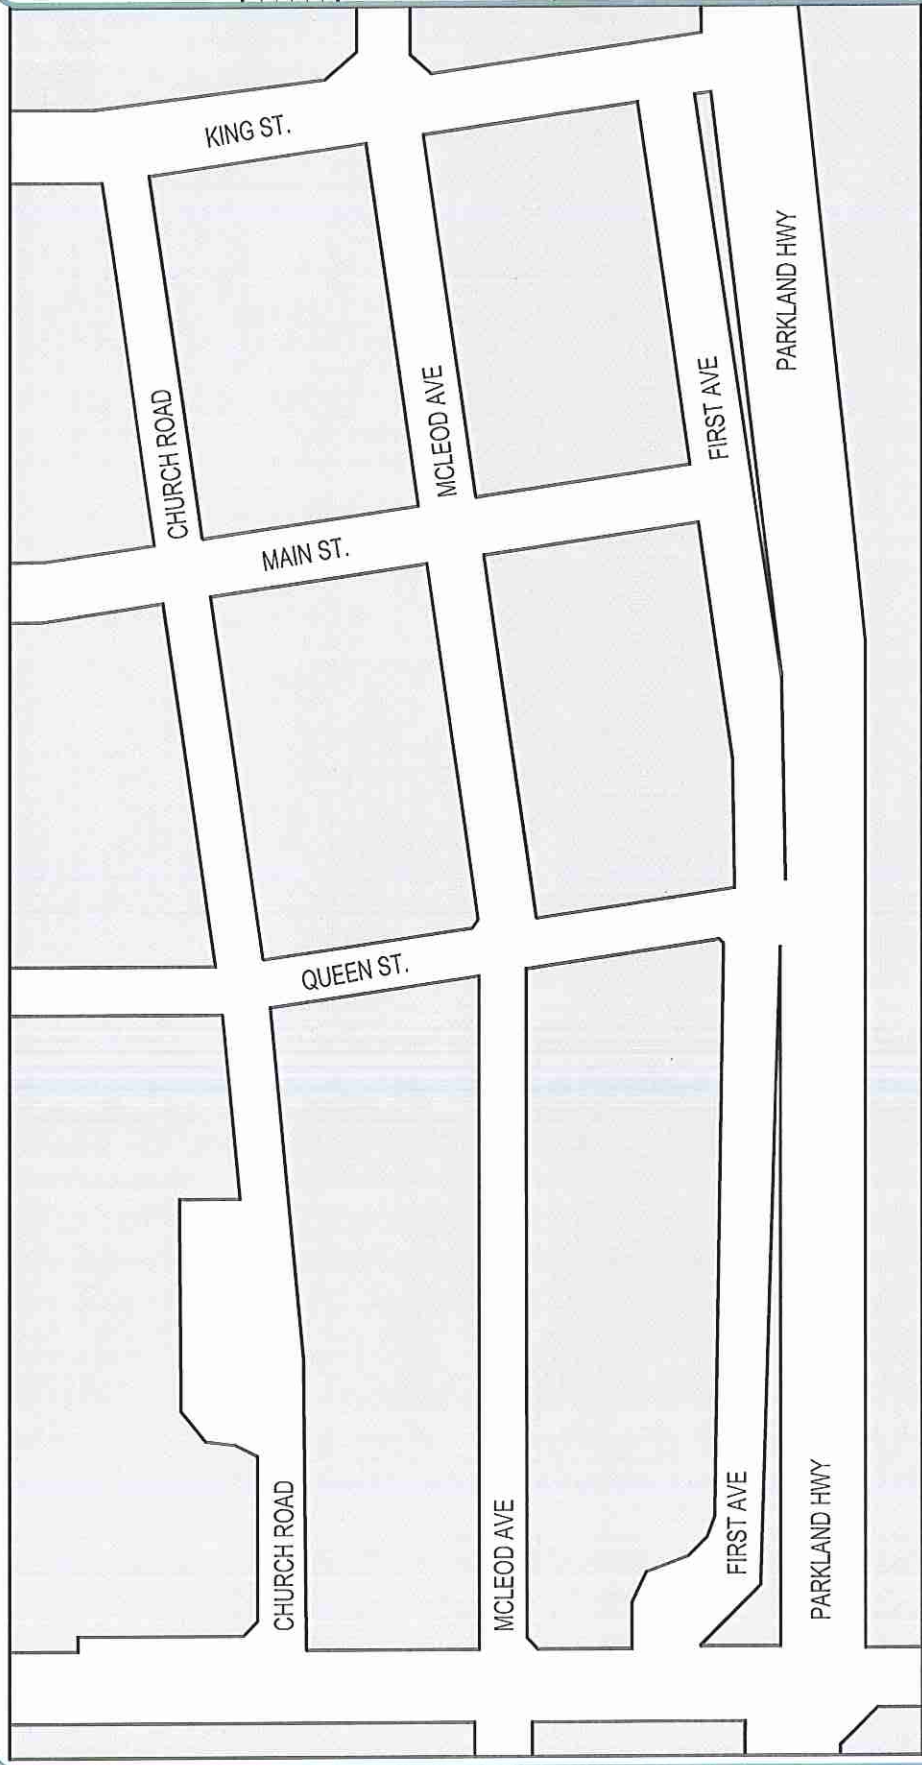 KING ST.
PARKLAND HWY
FIRST AVE
MCLEOD AVE
CHURCH ROAD
MAIN ST.
QUEEN ST.
CHURCH ROAD
MCLEOD AVE
FIRST AVE
PARKLAND HWY